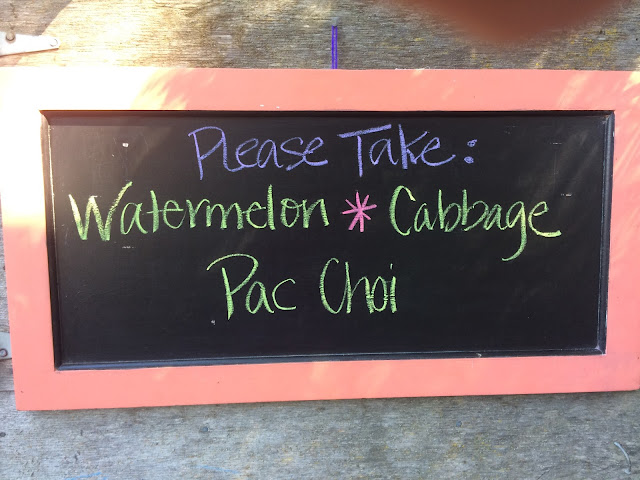 Please Take:
Watermelon * Cabbage
Pac Choi